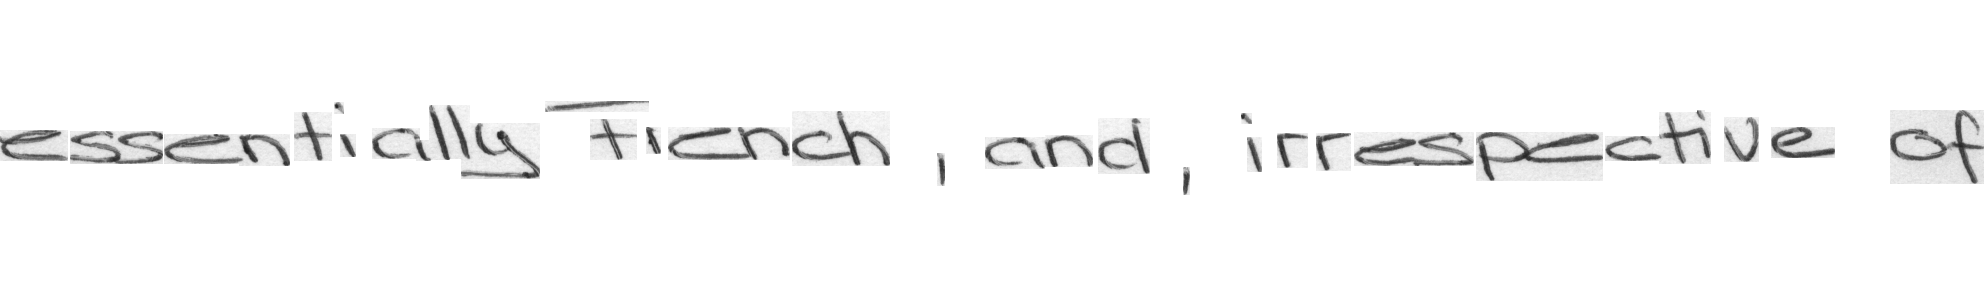 essentially French, and, irrespective of